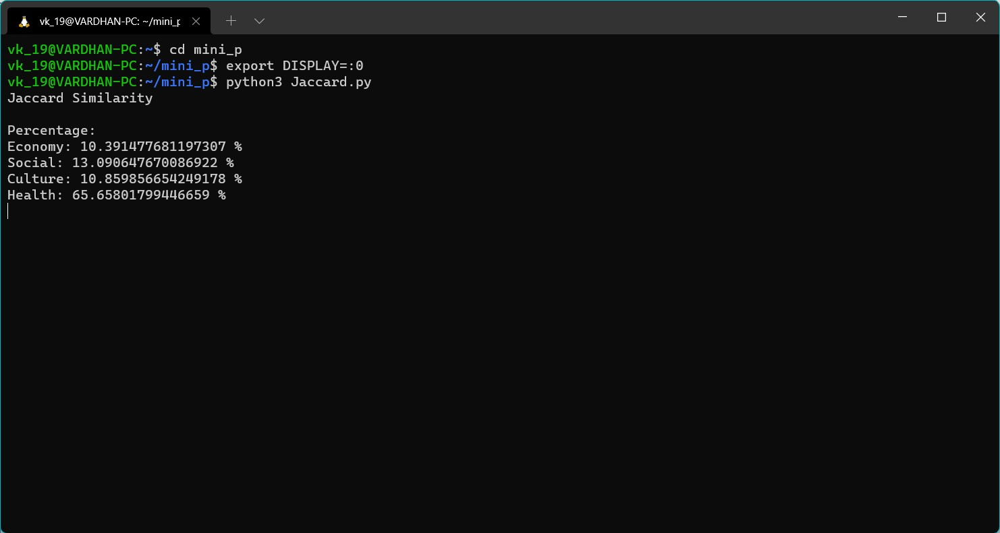 vk_19@VARDHAN-PC: ~/mini_p
vk_19@VARDHAN-PC:~$ cd mini_p
vk_19@VARDHAN-PC:~/mini_p$ export DISPLAY=:0
vk_19@VARDHAN-PC:~/mini_p$ python3 Jaccard.py
Jaccard Similarity
Percentage:
Economy: 10.391477681197307 %
Social: 13.090647670086922 %
Culture: 10.859856654249178 %
Health: 65.65801799446659 %